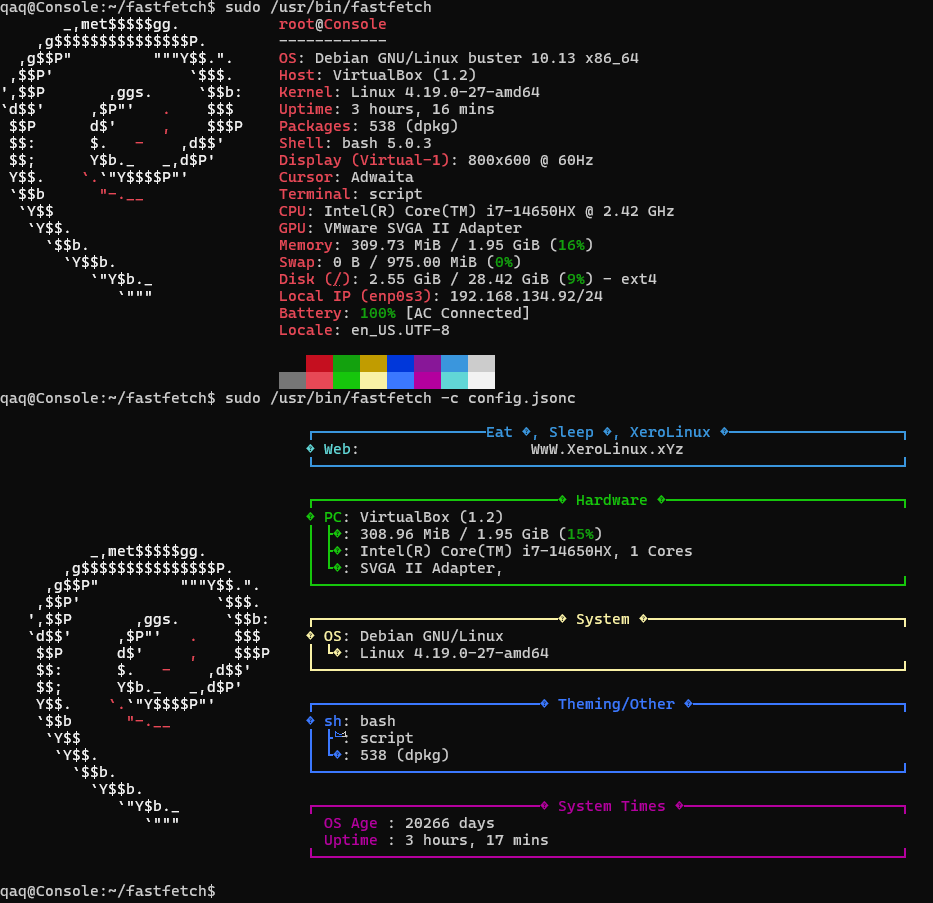 qaq@Console:~/fastfetch$ sudo /usr/bin/fastfetch
       _,met$$$$$gg.          root@Console
    ,g$$$$$$$$$$$$$$$P.       ------------
  ,g$$P"         """Y$$.".    OS: Debian GNU/Linux buster 10.13 x86_64
 ,$$P'               `$$$.    Host: VirtualBox (1.2)
',$$P       ,ggs.     `$$b:   Kernel: Linux 4.19.0-27-amd64
`d$$'     ,$P"'   .    $$$    Uptime: 3 hours, 16 mins
 $$P      d$'     ,    $$$P   Packages: 538 (dpkg)
 $$:      $.   -    ,d$$'     Shell: bash 5.0.3
 $$;      Y$b._   _,d$P'      Display (Virtual-1): 800x600 @ 60Hz
 Y$$.    `.`"Y$$$$P"'         Cursor: Adwaita
 `$$b      "-.__              Terminal: script
  `Y$$                        CPU: Intel(R) Core(TM) i7-14650HX @ 2.42 GHz
   `Y$$.                      GPU: VMware SVGA II Adapter
     `$$b.                    Memory: 309.73 MiB / 1.95 GiB (16%)
       `Y$$b.                 Swap: 0 B / 975.00 MiB (0%)
          `"Y$b._             Disk (/): 2.55 GiB / 28.42 GiB (9%) - ext4
             `"""             Local IP (enp0s3): 192.168.134.92/24
                              Battery: 100% [AC Connected]
                              Locale: en_US.UTF-8
qaq@Console:~/fastfetch$ sudo /usr/bin/fastfetch -c config.jsonc
Eat �, Sleep �, XeroLinux �
� Web: WwW.XeroLinux.xYz
� Hardware �
� PC: VirtualBox (1.2)
├�: 308.96 MiB / 1.95 GiB (15%)
          _,met$$$$$gg.            ├�: Intel(R) Core(TM) i7-14650HX, 1 Cores
       ,g$$$$$$$$$$$$$$$P.         └�: SVGA II Adapter,
     ,g$$P"         """Y$$.".
    ,$$P'               `$$$.
   ',$$P       ,ggs.     `$$b:     � System �
   `d$$'     ,$P"'   .    $$$      � OS: Debian GNU/Linux
    $$P      d$'     ,    $$$P     └�: Linux 4.19.0-27-amd64
    $$:      $.   -    ,d$$'
    $$;      Y$b._   _,d$P'
    Y$$.    `.`"Y$$$$P"'           � Theming/Other �
    `$$b      "-.__                � sh: bash
     `Y$$                          ├: script
      `Y$$.                        └�: 538 (dpkg)
        `$$b.
          `Y$$b.
             `"Y$b._               � System Times �
                `"""               OS Age : 20266 days
                                   Uptime : 3 hours, 17 mins
qaq@Console:~/fastfetch$